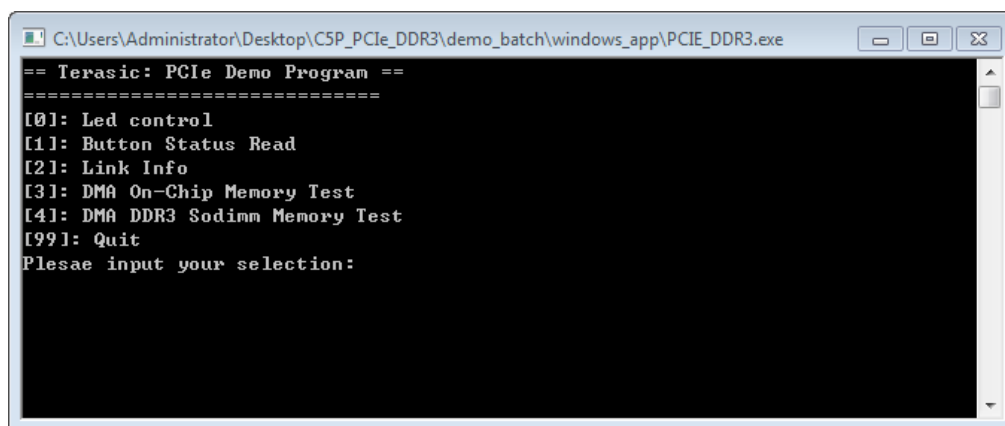 C:\Users\Administrator\Desktop\C5P_PCIe_DDR3\demo_batch\windows_app\PCIE_DDR3.exe
== Terasic: PCIe Demo Program ==
==============================
[0]: Led control
[1]: Button Status Read
[2]: Link Info
[3]: DMA On-Chip Memory Test
[4]: DMA DDR3 Sodimm Memory Test
[99]: Quit
Plesae input your selection: